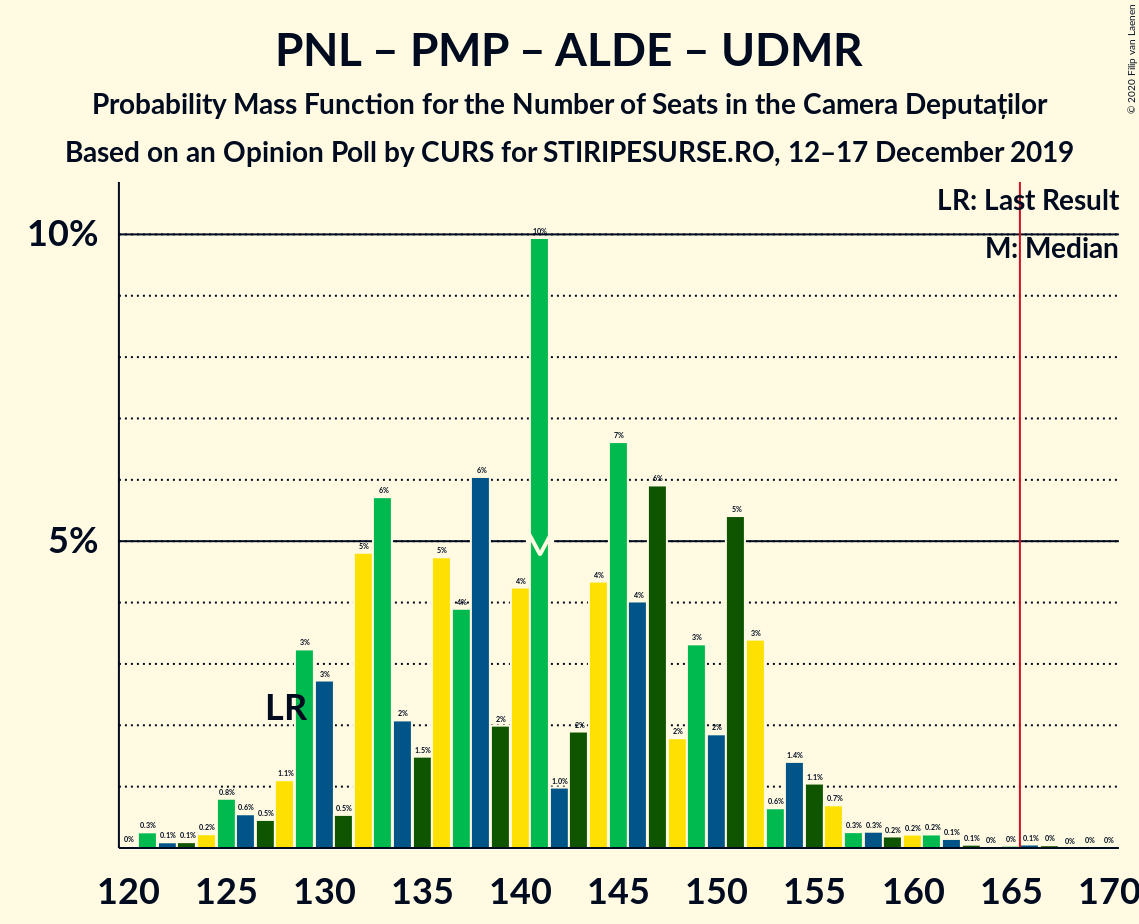 PNL – PMP – ALDE – UDMR
Probability Mass Function for the Number of Seats in the Camera Deputaților
Based on an Opinion Poll by CURS for STIRIPESURSE.RO, 12–17 December 2019
© 2020 Filip van Laenen
LR: Last Result
M: Median
10%
5%
LR
0% 0.3% 0.1% 0.1% 0.2% 0.8% 0.6% 0.5% 1.1% 3% 3% 0.5% 5% 6% 2% 1.5% 5% 4% 6% 2% 4% 10% 1.0% 2% 4% 7% 4% 6% 2% 3% 2% 5% 3% 0.6% 1.4% 1.1% 0.7% 0.3% 0.3% 0.2% 0.2% 0.2% 0.1% 0.1% 0% 0% 0.1% 0% 0% 0% 0%
120 125 130 135 140 145 150 155 160 165 170